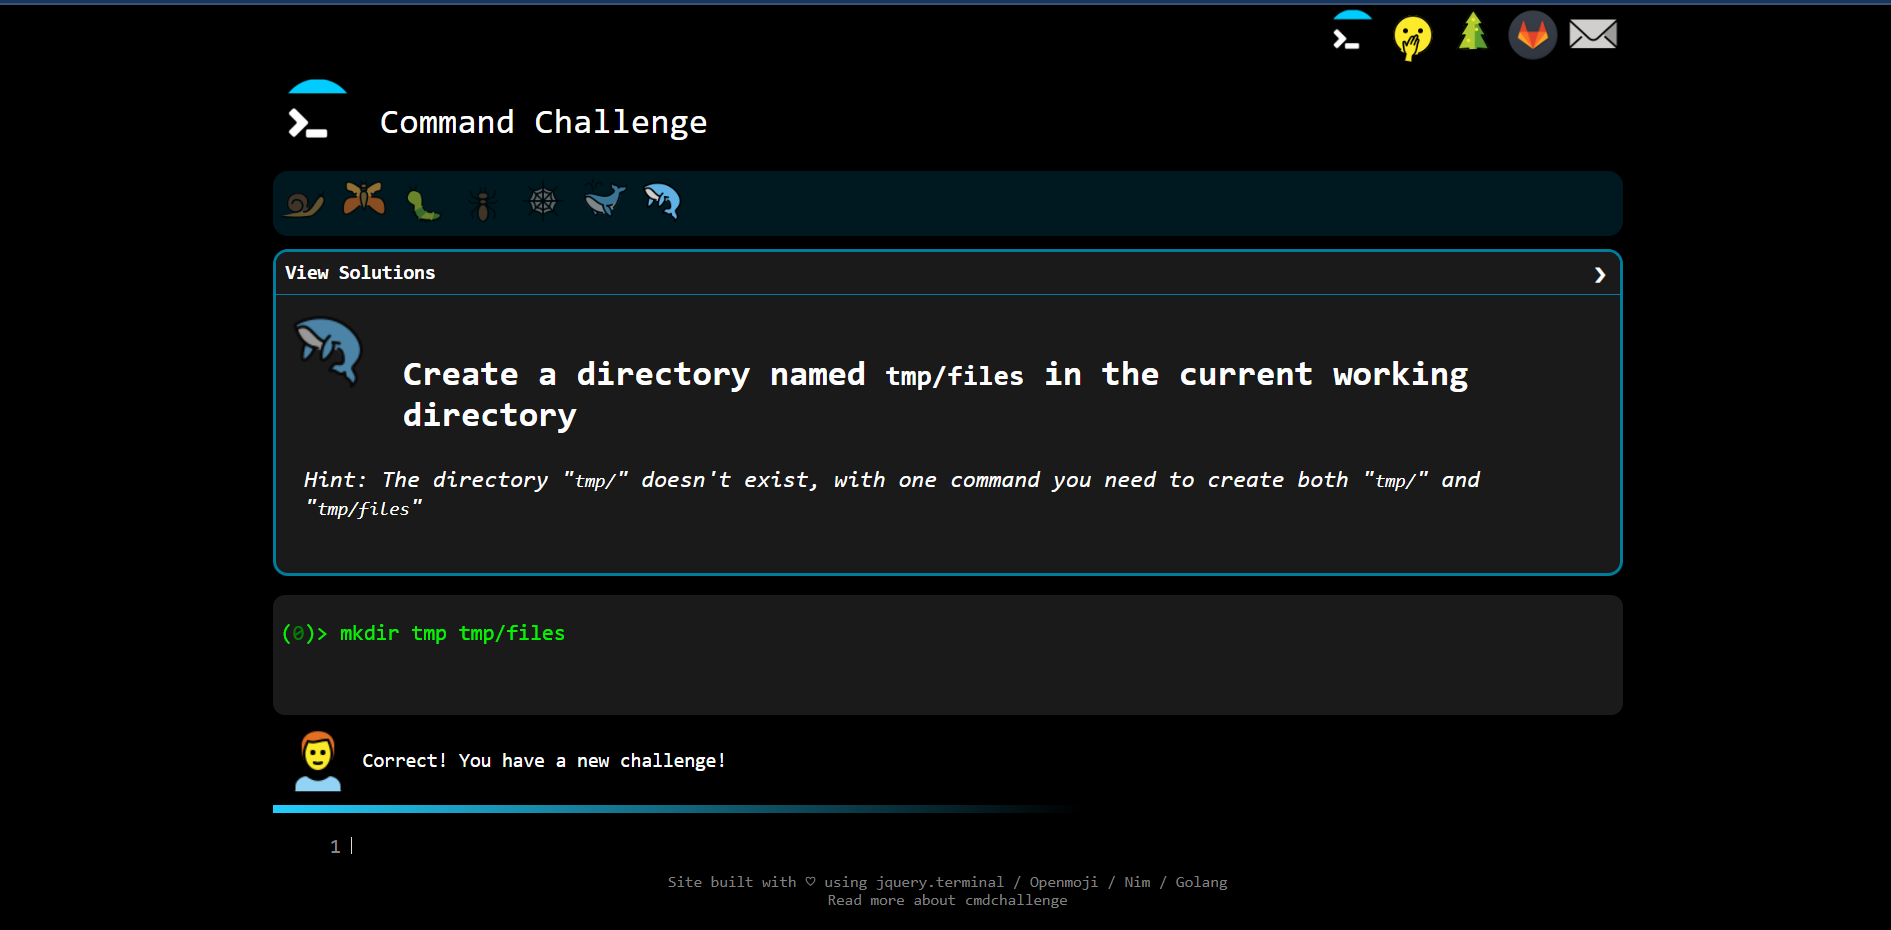 Command Challenge
View Solutions
Create a directory named tmp/files in the current working
directory
Hint: The directory "tmp/" doesn't exist, with one command you need to create both "tmp/" and
"tmp/files"
(0)> mkdir tmp tmp/files
Correct! You have a new challenge!
1
Site built with ♡ using jquery.terminal / Openmoji / Nim / Golang
Read more about cmdchallenge